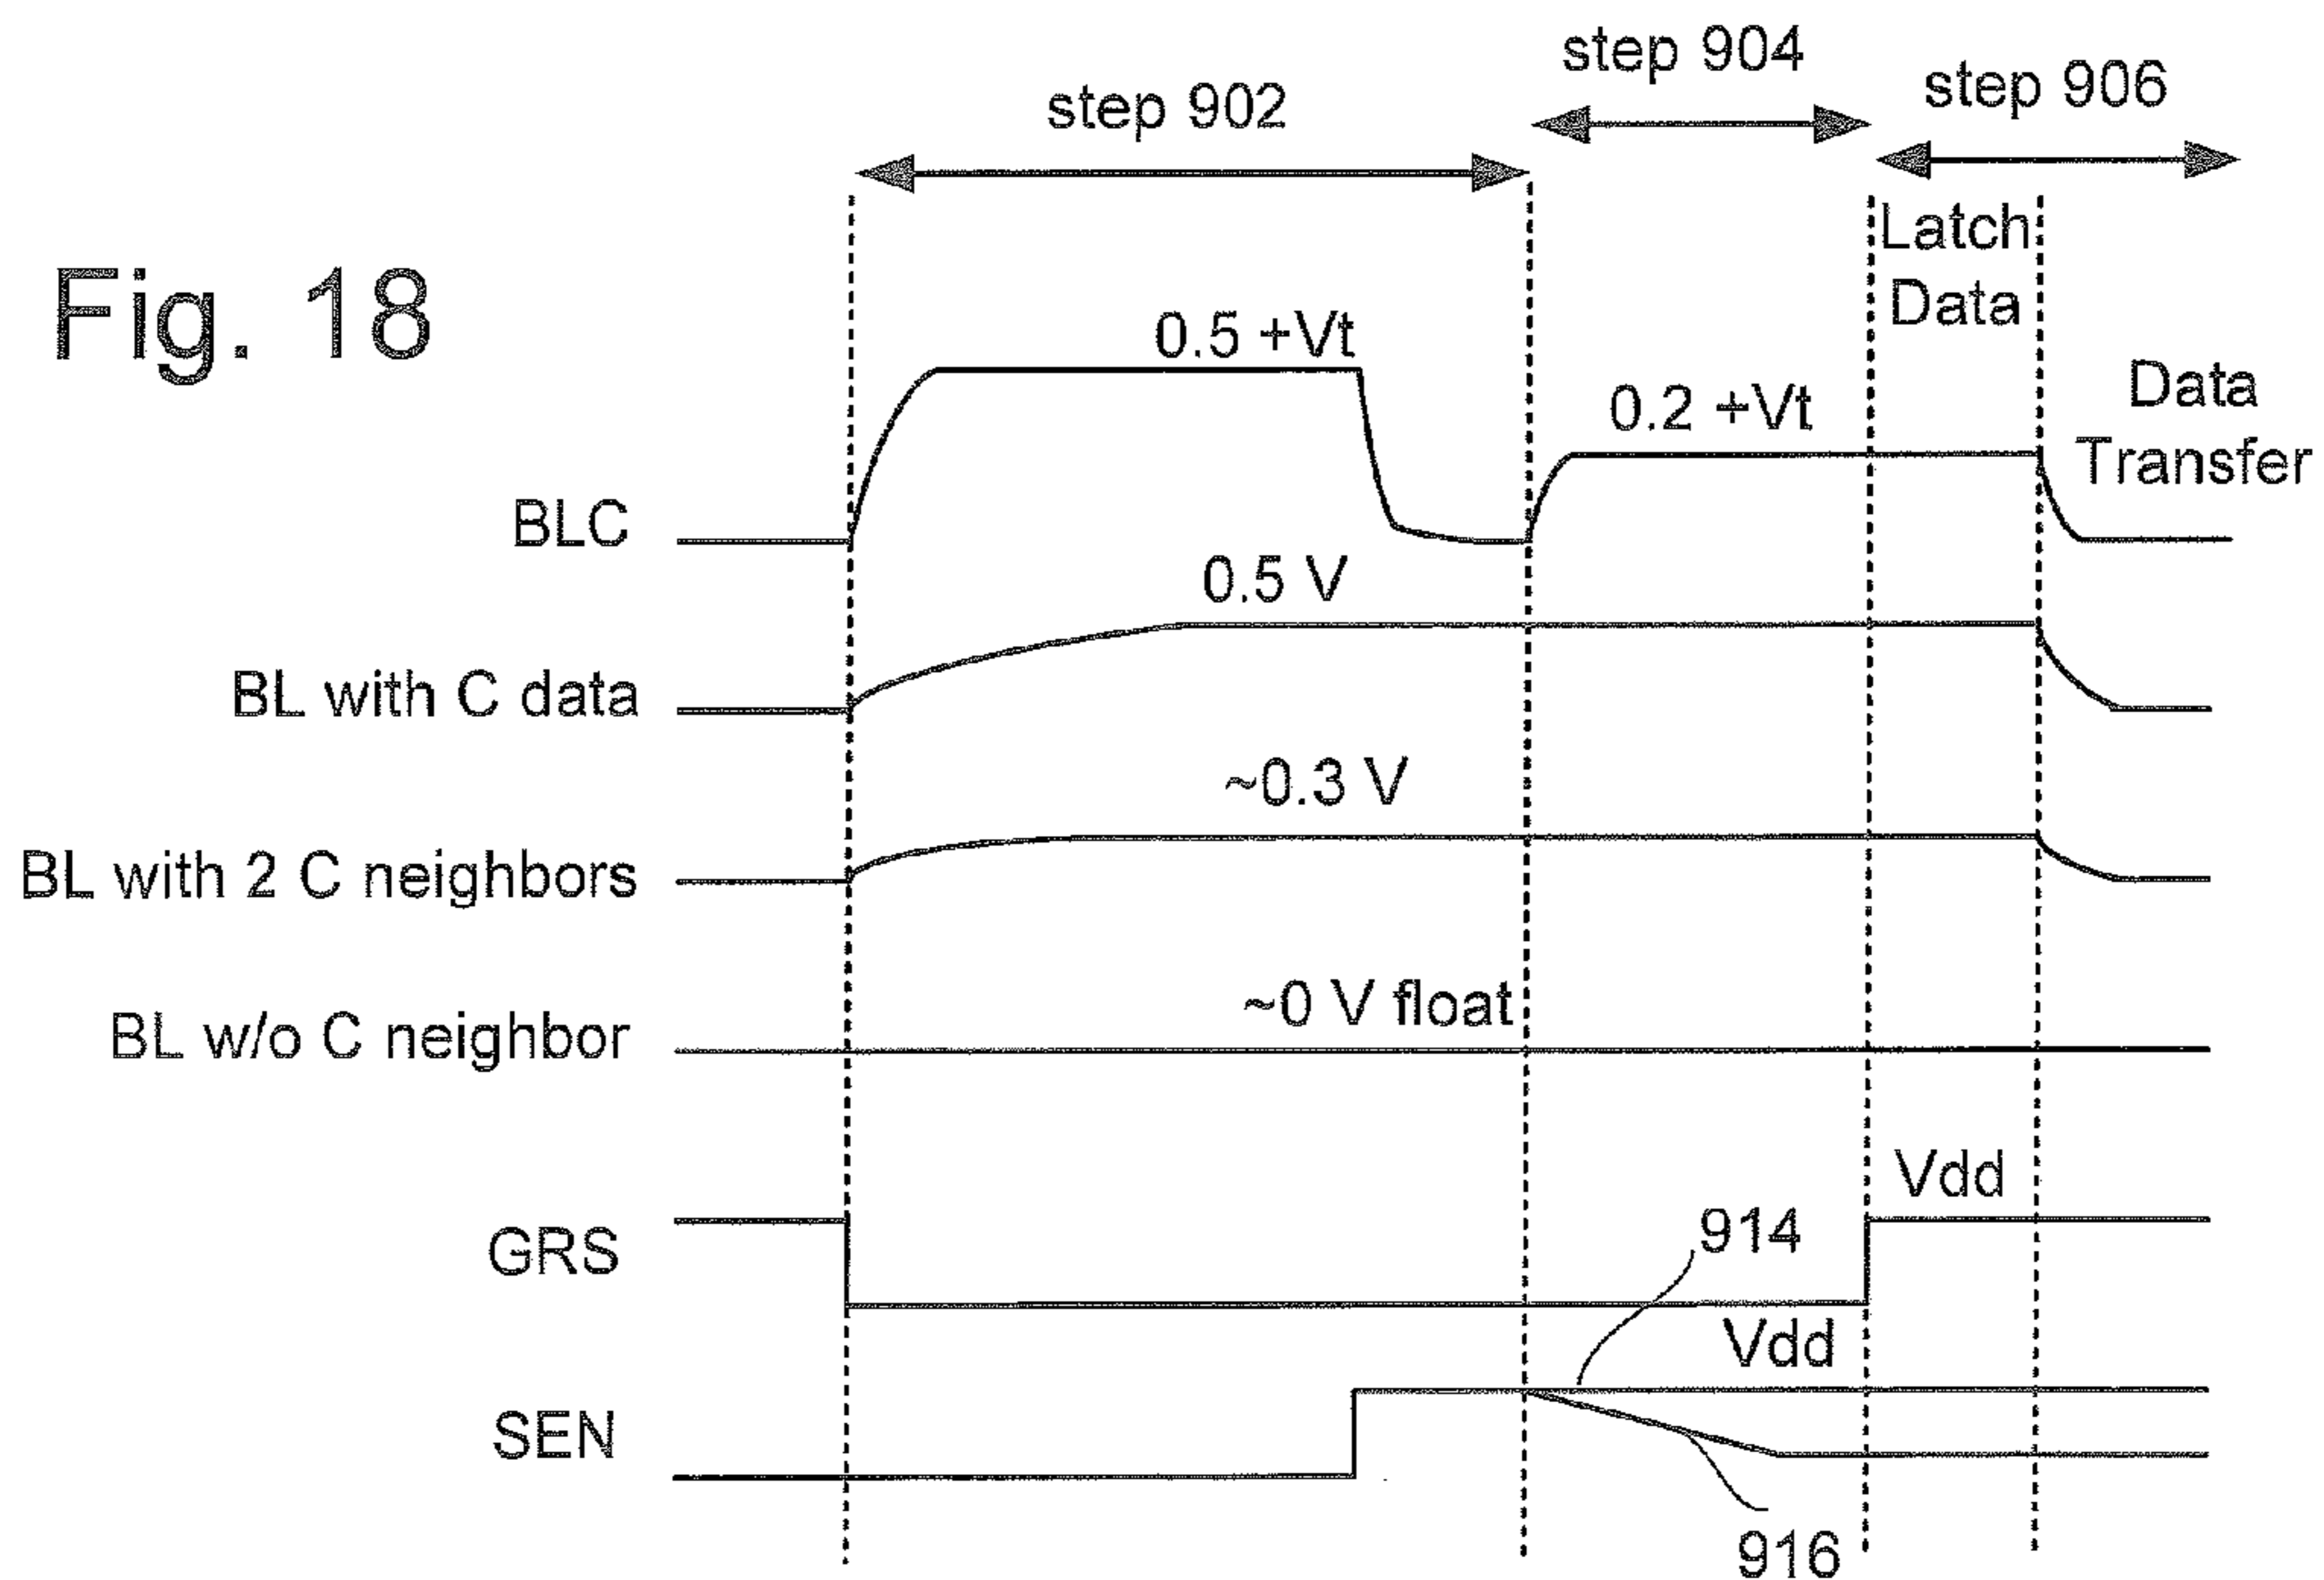 step 904
step 906
step 902
Latch
Data
Fig. 18
0.5 +Vt
Data
Transfer
0.2 +Vt
BLC
0.5 V
BL with C data
~0.3 V
BL with 2 C neighbors
~0 V float
BL w/o C neighbor
Vdd
914
GRS
Vdd
SEN
916